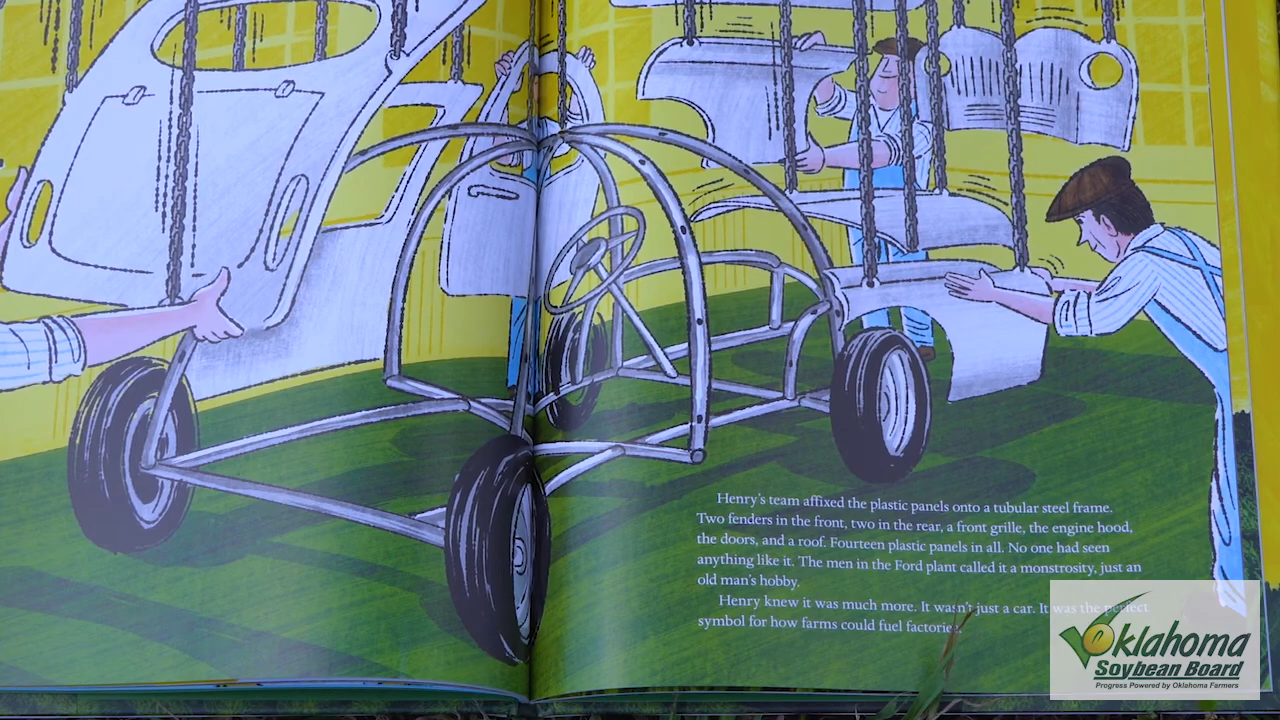 Henry's team affixed the plastic panels onto a tubular steel frame.
Two fenders in the front, two in the rear, a front grille, the engine hood,
the doors, and a roof. Fourteen plastic panels in all. No one had seen
anything like it. The men in the Ford plant called it a monstrosity, just an
old man's hobby.
Henry knew it was much more. It wasn't just a car. It was the perfect
symbol for how farms could fuel factories.
Oklahoma
Soybean Board
Progress Powered by Oklahoma Farmers